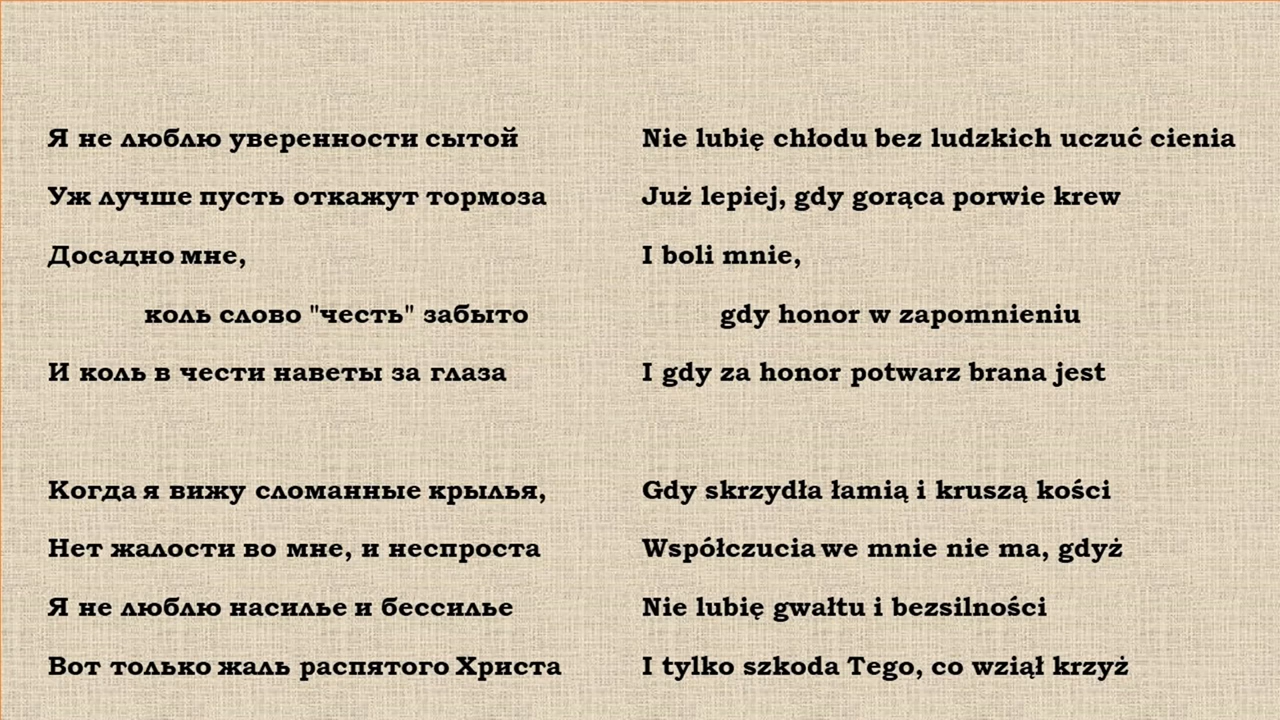 Я не люблю уверенности сытой
Уж лучше пусть откажут тормоза
Досадно мне,
коль слово "честь" забыто
И коль в чести наветы за глаза
Когда я вижу сломанные крылья,
Нет жалости во мне, и неспроста
Я не люблю насилье и бессилье
Вот только жаль распятого Христа
Nie lubię chłodu bez ludzkich uczuć cienia
Już lepiej, gdy gorąca porwie krew
I boli mnie,
gdy honor w zapomnieniu
I gdy za honor potwarz brana jest
Gdy skrzydła łamią i kruszą kości
Współczucia we mnie nie ma, gdyż
Nie lubię gwałtu i bezsilności
I tylko szkoda Tego, co wziął krzyż